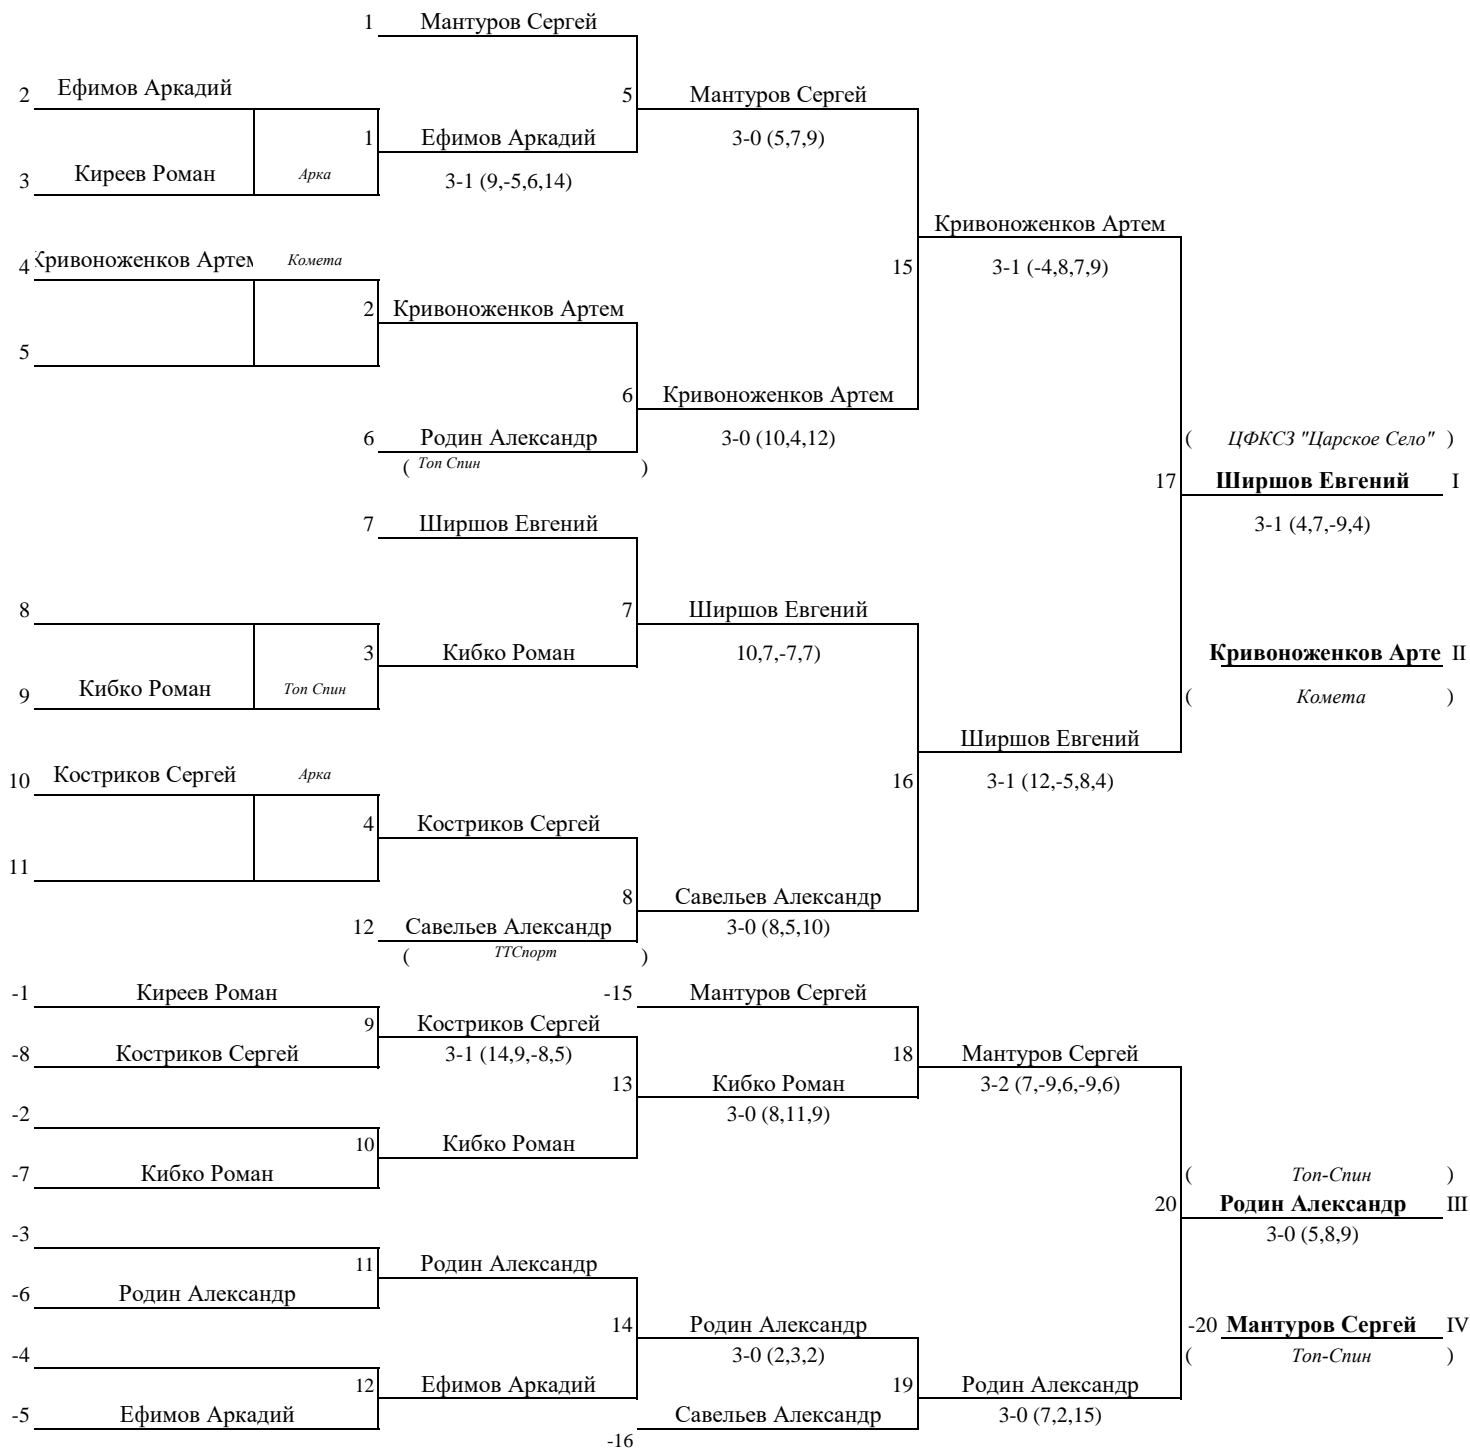 1 Мантуров Сергей
2 Ефимов Аркадий 5 Мантуров Сергей
1 Ефимов Аркадий 3-0 (5,7,9)
3 Киреев Роман Арка 3-1 (9,-5,6,14)
Кривоноженков Артем
4 Кривоноженков Артем Комета 15 3-1 (-4,8,7,9)
2 Кривоноженков Артем
5
6 Кривоноженков Артем
6 Родин Александр 3-0 (10,4,12) ( ЦФКСЗ "Царское Село" )
( Топ Спин )
17 Ширшов Евгений I
7 Ширшов Евгений 3-1 (4,7,-9,4)
8 7 Ширшов Евгений
3 Кибко Роман 10,7,-7,7) Кривоноженков Арте II
9 Кибко Роман Топ Спин ( Комета )
Ширшов Евгений
10 Костриков Сергей Арка 16 3-1 (12,-5,8,4)
4 Костриков Сергей
11
8 Савельев Александр
12 Савельев Александр 3-0 (8,5,10)
( ТТСпорт )
-1 Киреев Роман -15 Мантуров Сергей
9 Костриков Сергей
-8 Костриков Сергей 3-1 (14,9,-8,5) 18 Мантуров Сергей
13 Кибко Роман 3-2 (7,-9,6,-9,6)
-2 3-0 (8,11,9)
10 Кибко Роман
-7 Кибко Роман ( Топ-Спин )
20 Родин Александр III
-3 3-0 (5,8,9)
11 Родин Александр
-6 Родин Александр
14 Родин Александр -20 Мантуров Сергей IV
-4 3-0 (2,3,2) ( Топ-Спин )
12 Ефимов Аркадий 19 Родин Александр
-5 Ефимов Аркадий Савельев Александр 3-0 (7,2,15)
-16